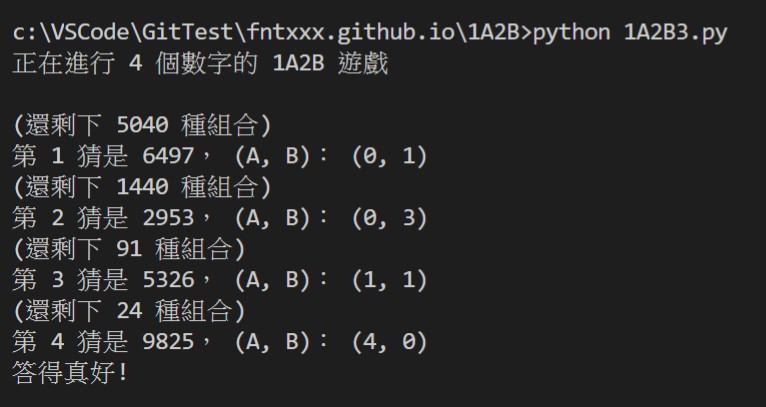 c:\VSCode\GitTest\fntxxx.github.io\1A2B>python 1A2B3.py
正在進行 4 個數字的 1A2B 遊戲
(還剩下 5040 種組合)
第 1 猜是 6497， (A, B)： (0, 1)
(還剩下 1440 種組合)
第 2 猜是 2953， (A, B)： (0, 3)
(還剩下 91 種組合)
第 3 猜是 5326， (A, B)： (1, 1)
(還剩下 24 種組合)
第 4 猜是 9825， (A, B)： (4, 0)
答得真好!